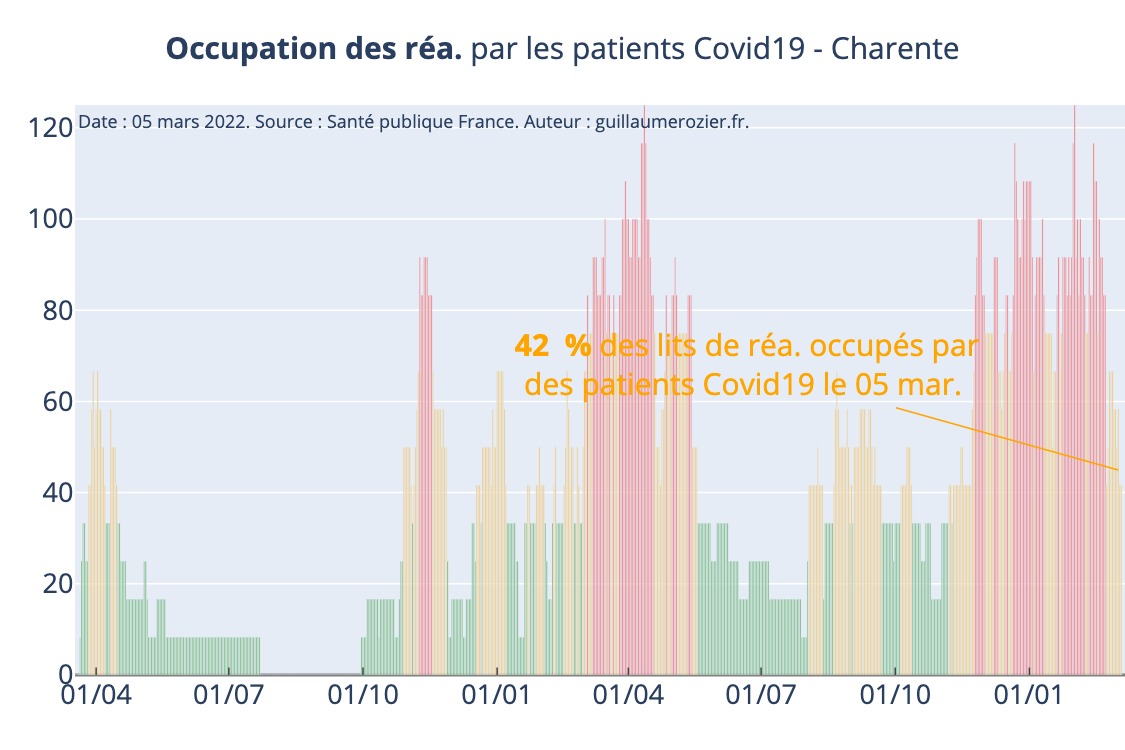 Occupation des réa. par les patients Covid19 - Charente
Date : 05 mars 2022. Source : Santé publique France. Auteur : guillaumerozier.fr.
120
100
80
60
40
20
0
42 % des lits de réa. occupés par
des patients Covid19 le 05 mar.
01/04 01/07 01/10 01/01 01/04 01/07 01/10 01/01